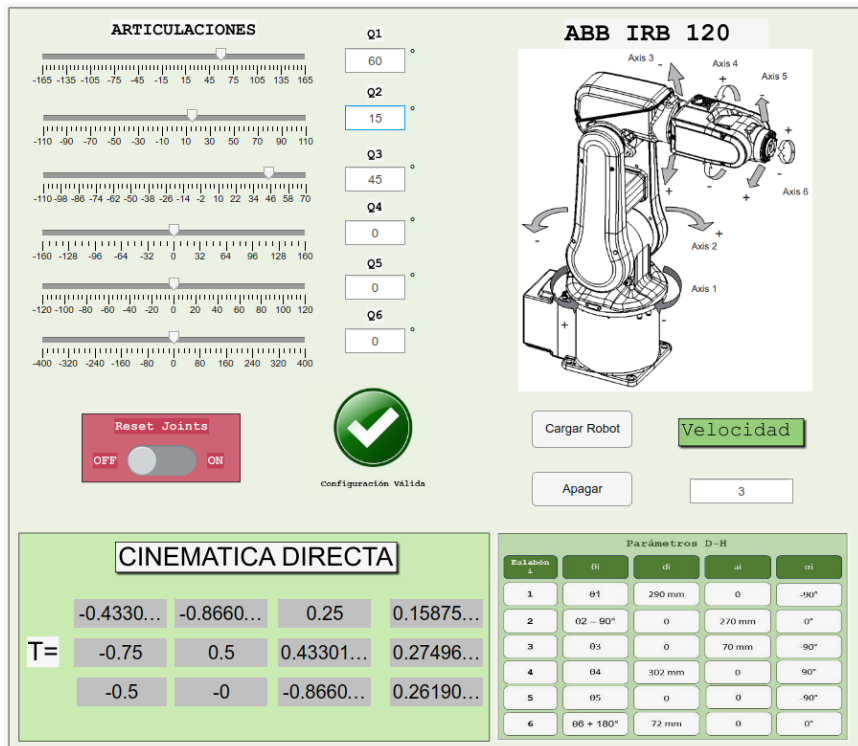 ARTICULACIONES
Q1
60 °
-165 -135 -105 -75 -45 -15 15 45 75 105 135 165
Q2
15 °
-110 -90 -70 -50 -30 -10 10 30 50 70 90 110
Q3
45 °
-110 -98 -86 -74 -62 -50 -38 -26 -14 -2 10 22 34 46 58 70
Q4
0 °
-160 -128 -96 -64 -32 0 32 64 96 128 160
Q5
0 °
-120 -100 -80 -60 -40 -20 0 20 40 60 80 100 120
Q6
0 °
-400 -320 -240 -160 -80 0 80 160 240 320 400
ABB IRB 120
Axis 3
-
Axis 4
+
Axis 5
-
+
-
Axis 6
+
-
+
-
+
Axis 2
Axis 1
+
-
Reset Joints
OFF ON
Configuración Válida
Cargar Robot
Velocidad
Apagar
3
CINEMATICA DIRECTA
T=
-0.4330... -0.8660... 0.25 0.15875...
-0.75 0.5 0.43301... 0.27496...
-0.5 -0 -0.8660... 0.26190...
Parámetros D-H
Eslabón i θi di ai αi
1 θ1 290 mm 0 -90°
2 θ2 – 90° 0 270 mm 0°
3 θ3 0 70 mm -90°
4 θ4 302 mm 0 90°
5 θ5 0 0 -90°
6 θ6 + 180° 72 mm 0 0°